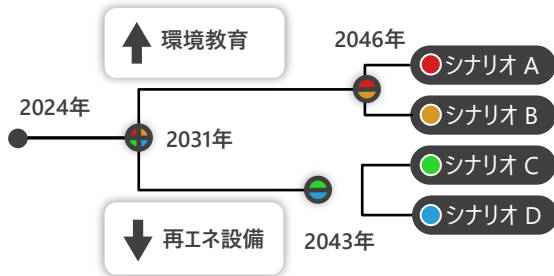 環境教育
2046年
シナリオ A
2024年
シナリオ B
2031年
シナリオ C
再エネ設備
2043年
シナリオ D